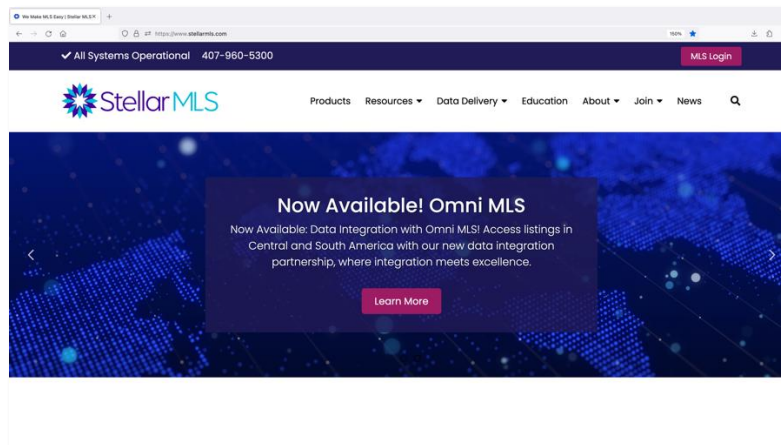 We Make MLS Easy | Stellar MLS
https://www.stellarmls.com
150%
All Systems Operational 407-960-5300
MLS Login
Stellar MLS
Products Resources Data Delivery Education About Join News
Now Available! Omni MLS
Now Available: Data Integration with Omni MLS! Access listings in
Central and South America with our new data integration
partnership, where integration meets excellence.
Learn More